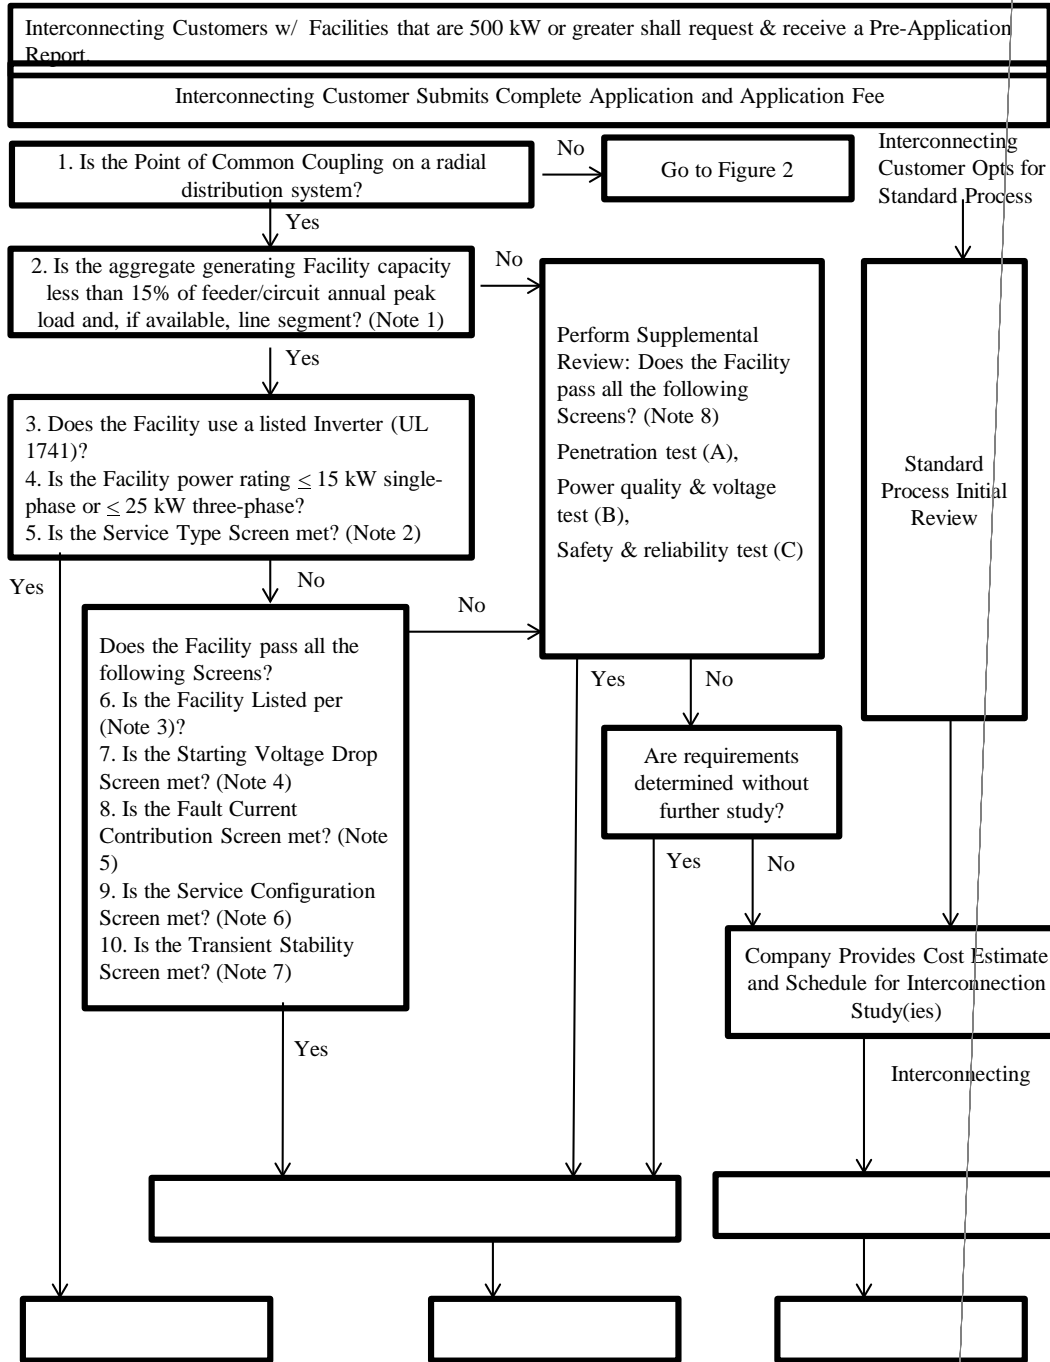 Interconnecting Customers w/ Facilities that are 500 kW or greater shall request & receive a Pre-Application
Report.
Interconnecting Customer Submits Complete Application and Application Fee
1. Is the Point of Common Coupling on a radial
distribution system?
No
Go to Figure 2
Interconnecting
Customer Opts for
Standard Process
Yes
2. Is the aggregate generating Facility capacity
less than 15% of feeder/circuit annual peak
load and, if available, line segment? (Note 1)
No
Yes
Perform Supplemental
Review: Does the Facility
pass all the following
Screens? (Note 8)
Penetration test (A),
Power quality & voltage
test (B),
Safety & reliability test (C)
Standard
Process Initial
Review
3. Does the Facility use a listed Inverter (UL
1741)?
4. Is the Facility power rating ≤ 15 kW single-
phase or ≤ 25 kW three-phase?
5. Is the Service Type Screen met? (Note 2)
Yes
No
No
Does the Facility pass all the
following Screens?
6. Is the Facility Listed per
(Note 3)?
7. Is the Starting Voltage Drop
Screen met? (Note 4)
8. Is the Fault Current
Contribution Screen met? (Note
5)
9. Is the Service Configuration
Screen met? (Note 6)
10. Is the Transient Stability
Screen met? (Note 7)
Yes
No
Are requirements
determined without
further study?
Yes
No
Company Provides Cost Estimate
and Schedule for Interconnection
Study(ies)
Yes
Interconnecting